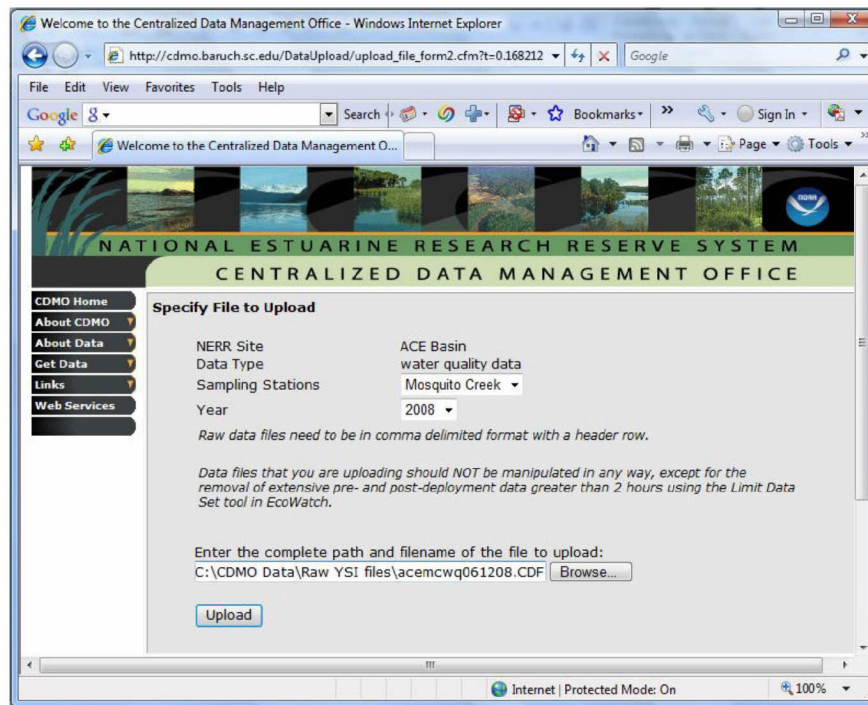 Welcome to the Centralized Data Management Office - Windows Internet Explorer
http://cdmo.baruch.sc.edu/DataUpload/upload_file_form2.cfm?t=0.168212
Google
File Edit View Favorites Tools Help
Google Search Bookmarks Sign In
Welcome to the Centralized Data Management O... Page Tools
NOAA
NATIONAL ESTUARINE RESEARCH RESERVE SYSTEM
CENTRALIZED DATA MANAGEMENT OFFICE
CDMO Home
About CDMO
About Data
Get Data
Links
Web Services
Specify File to Upload
NERR Site ACE Basin
Data Type water quality data
Sampling Stations Mosquito Creek
Year 2008
Raw data files need to be in comma delimited format with a header row.
Data files that you are uploading should NOT be manipulated in any way, except for the
removal of extensive pre- and post-deployment data greater than 2 hours using the Limit Data
Set tool in EcoWatch.
Enter the complete path and filename of the file to upload:
C:\CDMO Data\Raw YSI files\acemcwq061208.CDF Browse...
Upload
Internet | Protected Mode: On 100%